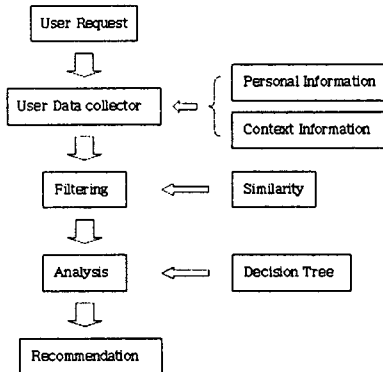 User Request
User Data collector
Personal Information
Context Information
Filtering
Similarity
Analysis
Decision Tree
Recommendation